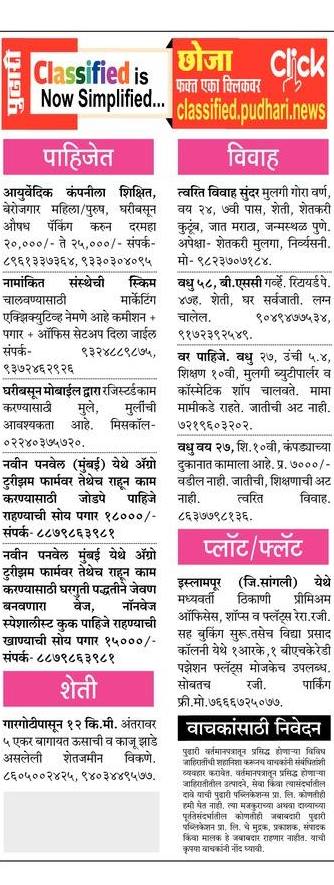 पुढारी
Classified is
Now Simplified...
छोजा
फक्त एका क्लिकवर
Click
classified.pudhari.news
पाहिजेत
आयुर्वेदिक कंपनीला शिक्षित,
बेरोजगार महिला/पुरुष, घरीबसून
औषध पॅकिंग करुन दरमहा
२०,०००/- ते २५,०००/- संपर्क-
८९६१३३७३६४, ९३३०३०४०९५
नामांकित संस्थेची स्किम
चालवण्यासाठी मार्केटिंग
एक्झिक्युटिव्ह नेमणे आहे कमीशन +
पगार + ऑफिस सेटअप दिला जाईल
संपर्क- ९३२४८८९८७५,
९३७२४६२९२६
घरीबसून मोबाईलद्वारा रजिस्टर्डकाम
करण्यासाठी मुले, मुलींची
आवश्यकता आहे. मिसकॉल-
०२२४०३७५७२०.
नवीन पनवेल (मुंबई) येथे अॅग्रो
टुरीझम फार्मवर तेथेच राहून काम
करण्यासाठी जोडपे पाहिजे
राहण्याची सोय पगार १८०००/-
संपर्क- ८८७९८६३९८१
नवीन पनवेल मुंबई येथे अॅग्रो
टुरीझम फार्मवर तेथेच राहून काम
करण्यासाठी घरगुती पद्धतीने जेवण
बनवणारा वेज, नॉनवेज
स्पेशालीस्ट कुक पाहिजे राहण्याची
खाण्याची सोय पगार १५०००/-
संपर्क- ८८७९८६३९८१
शेती
गारगोटीपासून १२ कि.मी. अंतरावर
५ एकर बागायत ऊसाची व काजू झाडे
असलेली शेतजमीन विकणे.
८६०५००२४२५, ९४०३४४९५७७.
विवाह
त्वरित विवाह सुंदर मुलगी गोरा वर्ण,
वय २४, ७वी पास, शेती, शेतकरी
कुटुंब, जात मराठा, जन्मस्थळ पुणे.
अपेक्षा- शेतकरी मुलगा, निर्व्यसनी.
मो- ९८२३७०७१८४.
वधु ५८, बी.एससी गव्हें. रिटायर्डपे.
४७ह. शेती, घर सर्वजाती. लग्न
चालेल. ९०४९४७७५३४,
९१७२३९२५४९.
वर पाहिजे. वधु २७, उंची ५.४,
शिक्षण १०वी, मुलगी ब्युटीपार्लर व
कॉस्मेटिक शॉप चालवते. मामा
मामीकडे राहते. जातीची अट नाही.
७२१९६०३२०२.
वधु वय २७, शि.१०वी, कंपड्याच्या
दुकानात कामाला आहे. प्र. ७०००/-
वडील नाही. जातीची, शिक्षणाची अट
नाही. त्वरित विवाह.
८६३७७९८१३६.
प्लॉट/फ्लॅट
इस्लामपूर (जि.सांगली) येथे
मध्यवर्ती ठिकाणी प्रीमिअम
ऑफिसेस, शॉप्स व फ्लॅट्स रेरा.रजी.
सह बुकिंग सुरू.तसेच विद्या प्रसाद
कॉलनी येथे १आरके,१ बीएचकेरेडी
पझेशन फ्लॅट्स मोजकेच उपलब्ध.
सोबतच रजी. पार्किंग
फ्री.मो.७६६६७२५०७७.
वाचकांसाठी निवेदन
पुढारी वर्तमानपत्रातून प्रसिद्ध होणाऱ्या विविध
जाहिरातींची शहानिशा करूनच वाचकांनी संबंधितांशी
व्यवहार करावेत. वर्तमानपत्रातून प्रसिद्ध होणाऱ्या
जाहिरातीतील उत्पादने, सेवा किंवा त्यासंदर्भातील
दावे याची पुढारी पब्लिकेशन्स प्रा. लि. कोणतीही
हमी घेत नाही. त्या मजकुराच्या अथवा दाव्याच्या
पूर्ततेसंदर्भातील कोणतीही जबाबदारी पुढारी
पब्लिकेशन प्रा. लि. चे मुद्रक, प्रकाशक, संपादक
किंवा मालक हे जबाबदार राहणार नाहीत. याची
कृपया वाचकांनी नोंद घ्यावी.